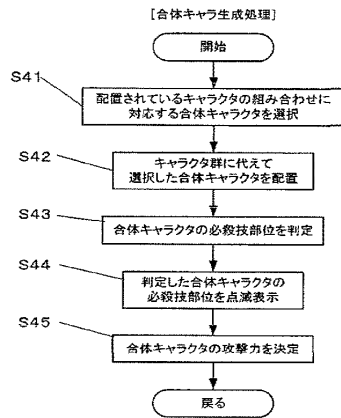 [合体キャラ生成処理]
開始
S41
配置されているキャラクタの組み合わせに
対応する合体キャラクタを選択
S42
キャラクタ群に代えて
選択した合体キャラクタを配置
S43
合体キャラクタの必殺技部位を判定
S44
判定した合体キャラクタの
必殺技部位を点滅表示
S45
合体キャラクタの攻撃力を決定
戻る